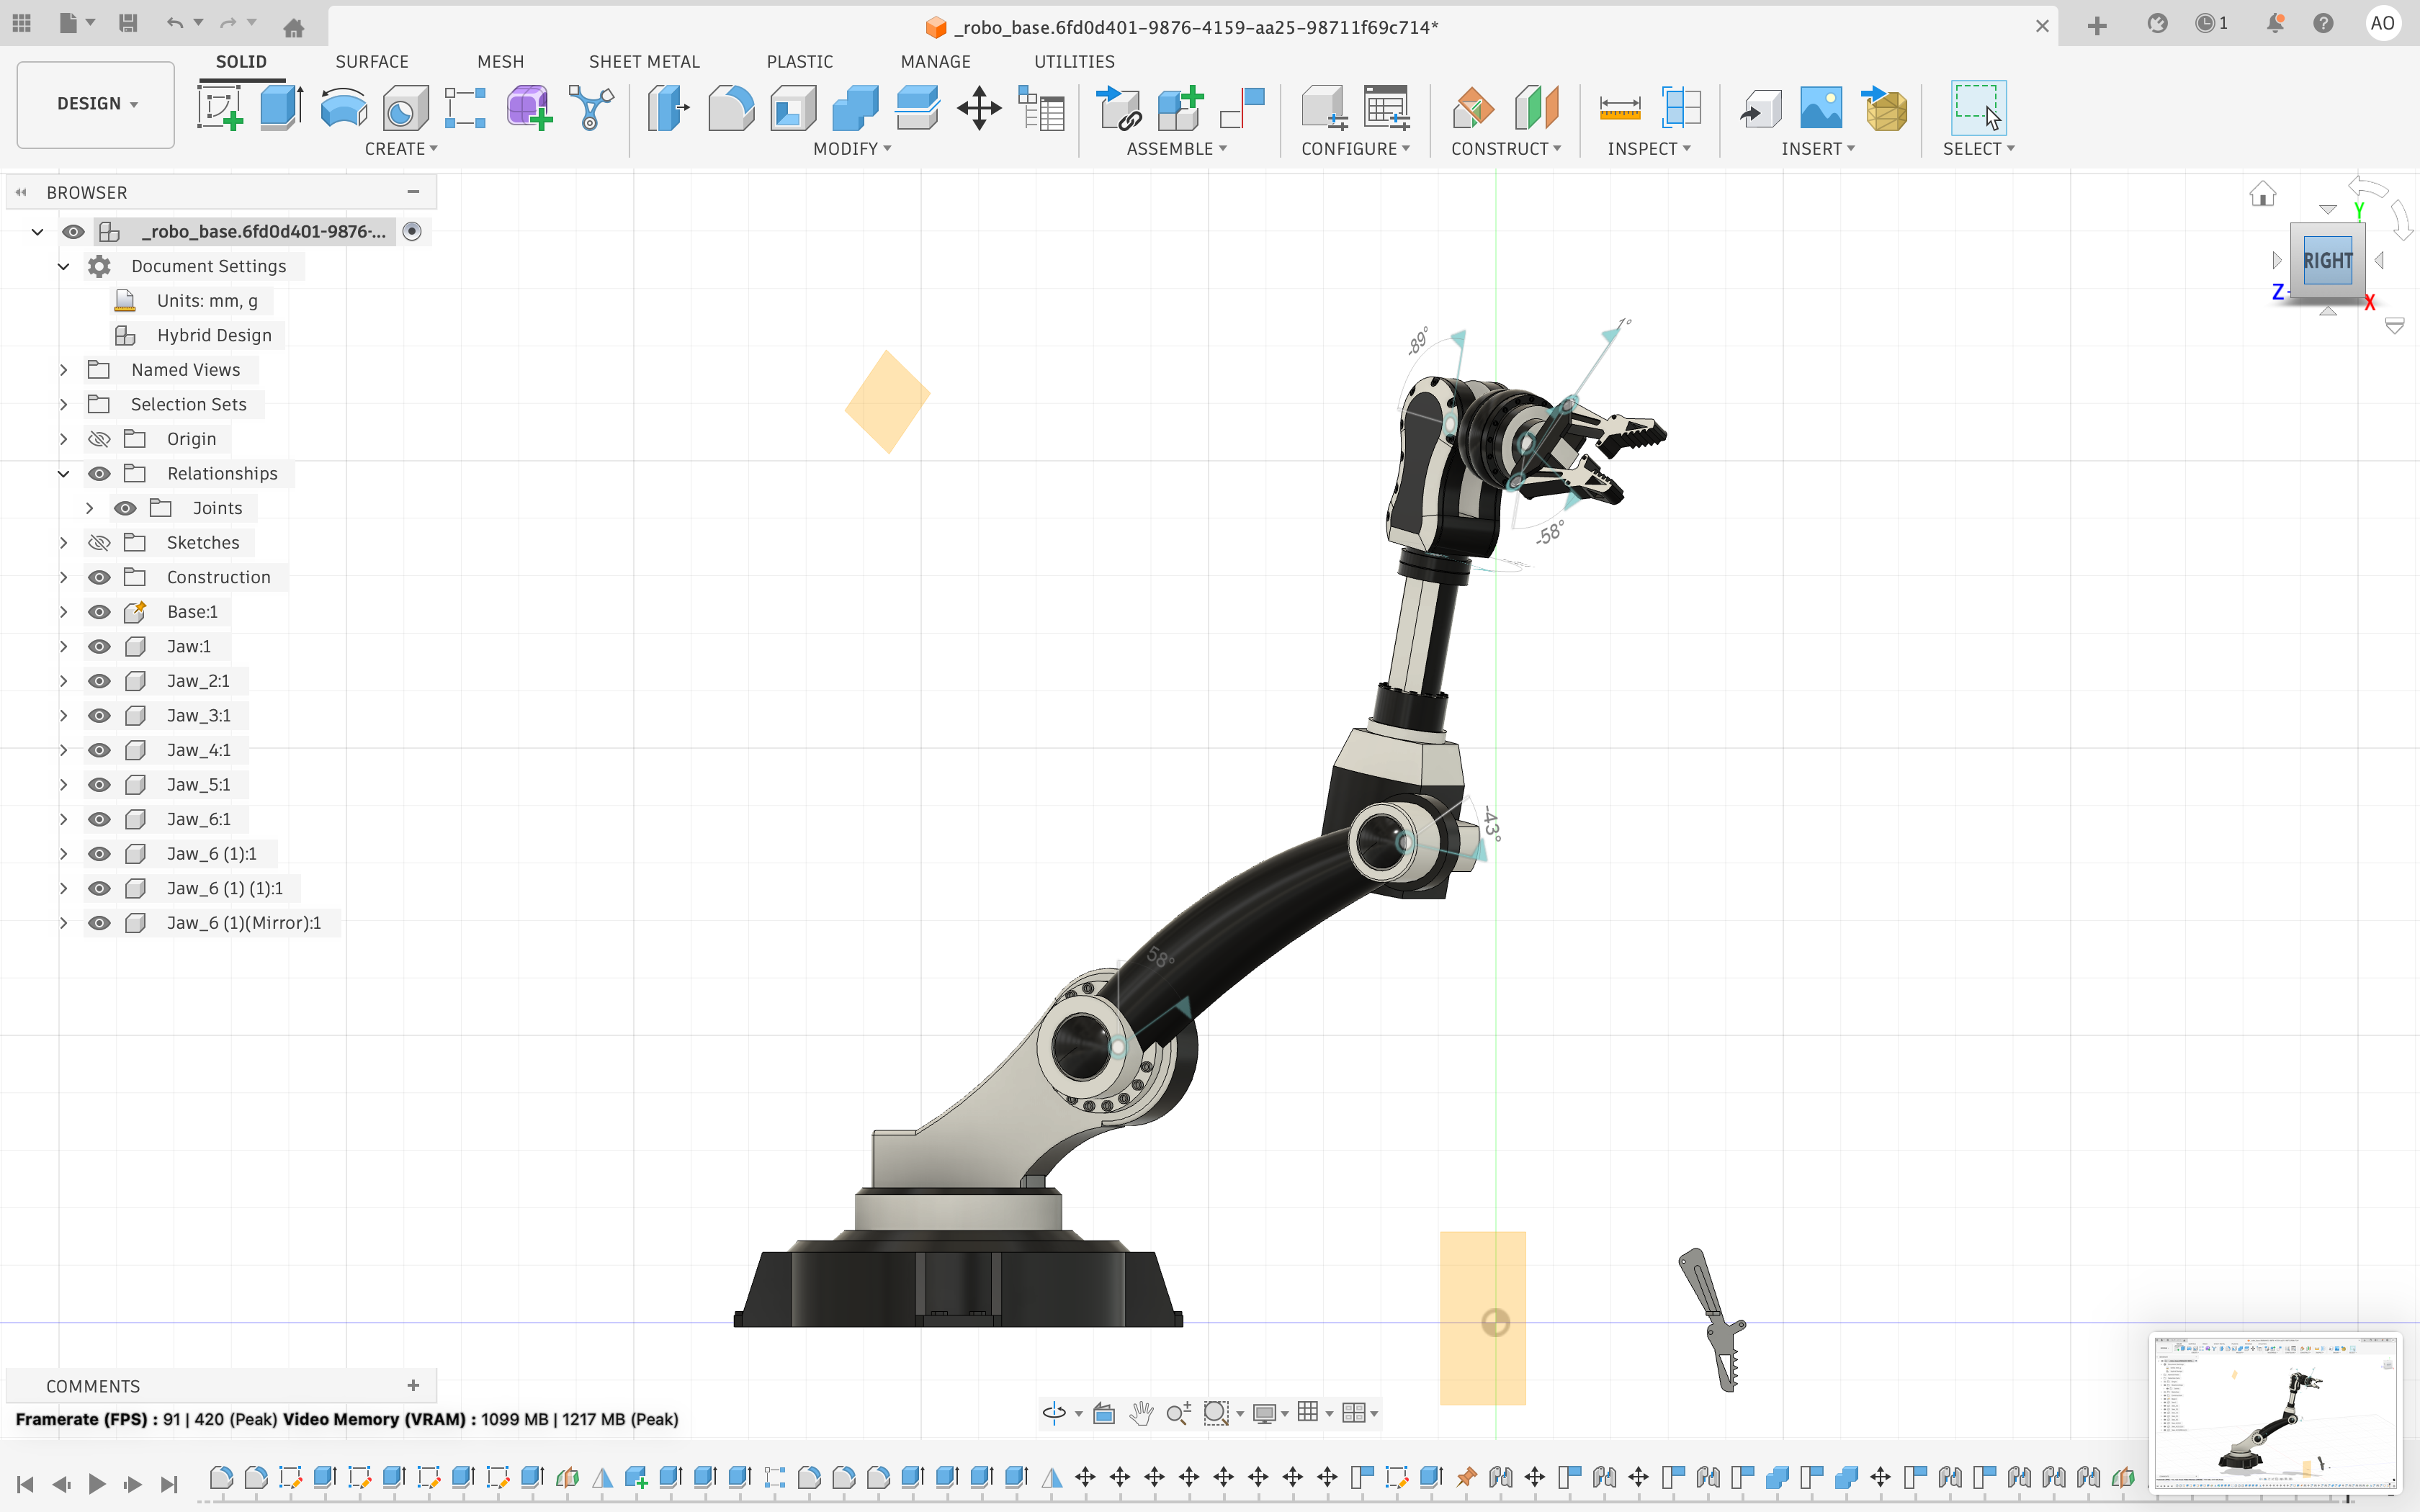 _robo_base.6fd0d401-9876-4159-aa25-98711f69c714*
1
AO
DESIGN
SOLID
SURFACE
MESH
SHEET METAL
PLASTIC
MANAGE
UTILITIES
CREATE
MODIFY
ASSEMBLE
CONFIGURE
CONSTRUCT
INSPECT
INSERT
SELECT
BROWSER
_robo_base.6fd0d401-9876-...
Document Settings
Units: mm, g
Hybrid Design
Named Views
Selection Sets
Origin
Relationships
Joints
Sketches
Construction
Base:1
Jaw:1
Jaw_2:1
Jaw_3:1
Jaw_4:1
Jaw_5:1
Jaw_6:1
Jaw_6 (1):1
Jaw_6 (1) (1):1
Jaw_6 (1)(Mirror):1
Y
RIGHT
Z
X
-89°
1°
-58°
-43°
58°
COMMENTS
Framerate (FPS) : 91 | 420 (Peak) Video Memory (VRAM) : 1099 MB | 1217 MB (Peak)